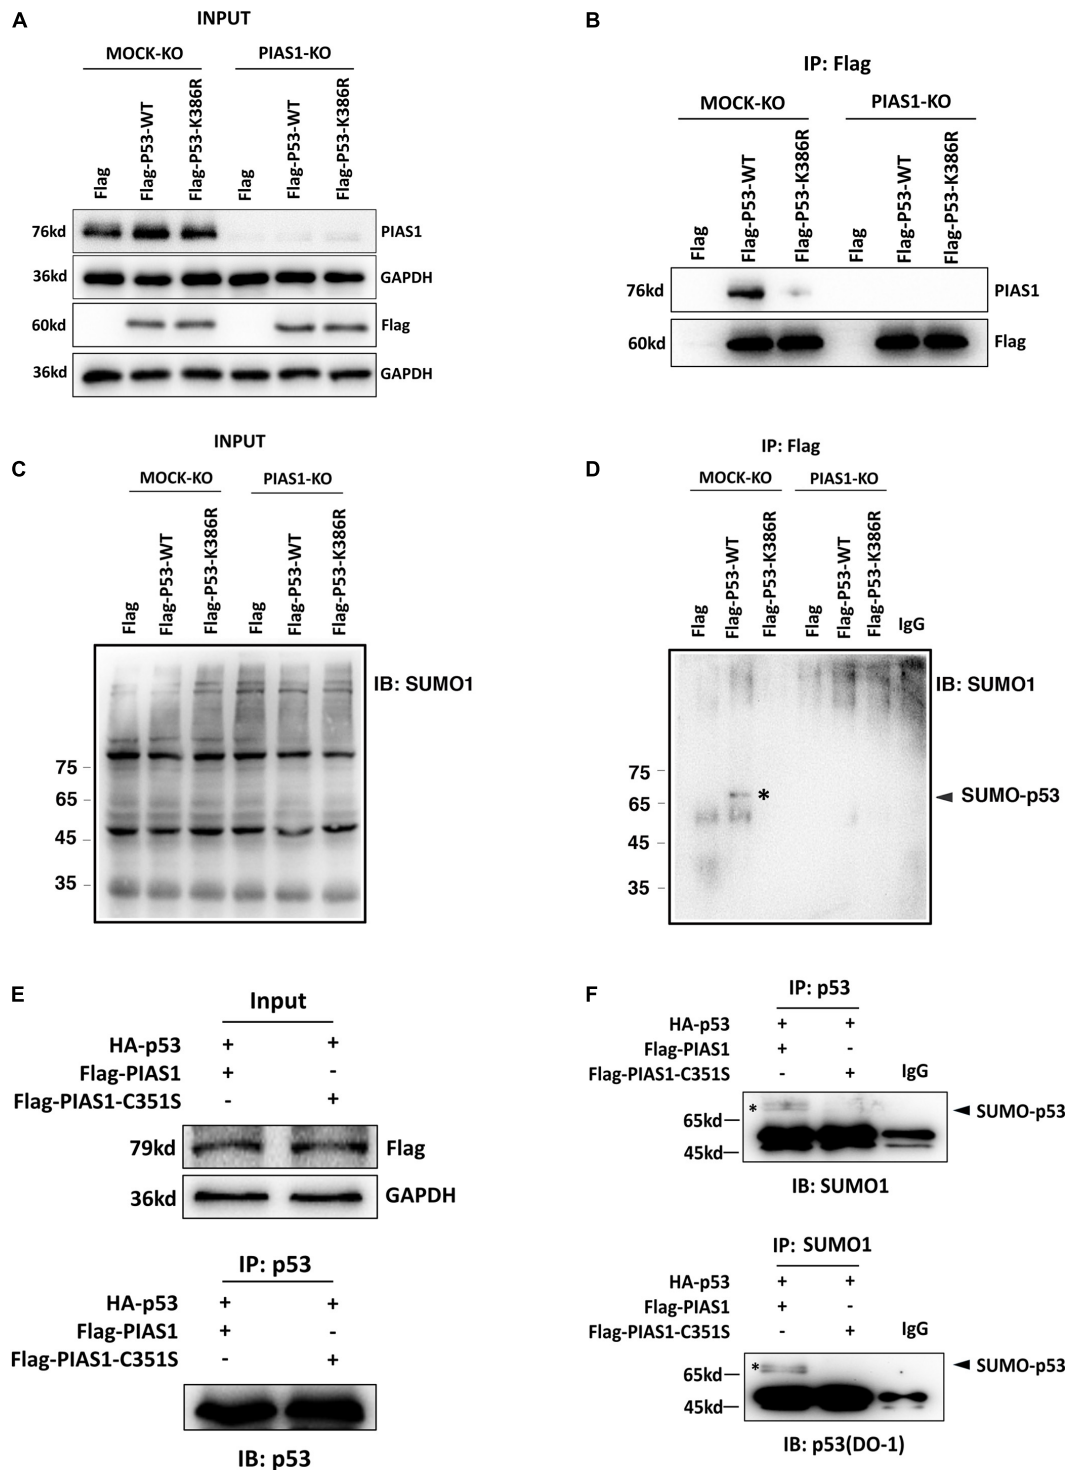 A
INPUT
MOCK-KO PIAS1-KO
Flag
Flag-P53-WT
Flag-P53-K386R
Flag
Flag-P53-WT
Flag-P53-K386R
76kd PIAS1
36kd GAPDH
60kd Flag
36kd GAPDH
B
IP: Flag
MOCK-KO PIAS1-KO
Flag
Flag-P53-WT
Flag-P53-K386R
Flag
Flag-P53-WT
Flag-P53-K386R
76kd PIAS1
60kd Flag
C
INPUT
MOCK-KO PIAS1-KO
Flag
Flag-P53-WT
Flag-P53-K386R
Flag
Flag-P53-WT
Flag-P53-K386R
IB: SUMO1
75
65
45
35
D
IP: Flag
MOCK-KO PIAS1-KO
Flag
Flag-P53-WT
Flag-P53-K386R
Flag
Flag-P53-WT
Flag-P53-K386R
IgG
IB: SUMO1
75
* SUMO-p53
65
45
35
E
Input
HA-p53 + +
Flag-PIAS1 + -
Flag-PIAS1-C351S - +
79kd Flag
36kd GAPDH
IP: p53
HA-p53 + +
Flag-PIAS1 + -
Flag-PIAS1-C351S - +
IB: p53
F
IP: p53
HA-p53 + +
Flag-PIAS1 + -
Flag-PIAS1-C351S - + IgG
* SUMO-p53
65kd
45kd
IB: SUMO1
IP: SUMO1
HA-p53 + +
Flag-PIAS1 + -
Flag-PIAS1-C351S - + IgG
* SUMO-p53
65kd
45kd
IB: p53(DO-1)